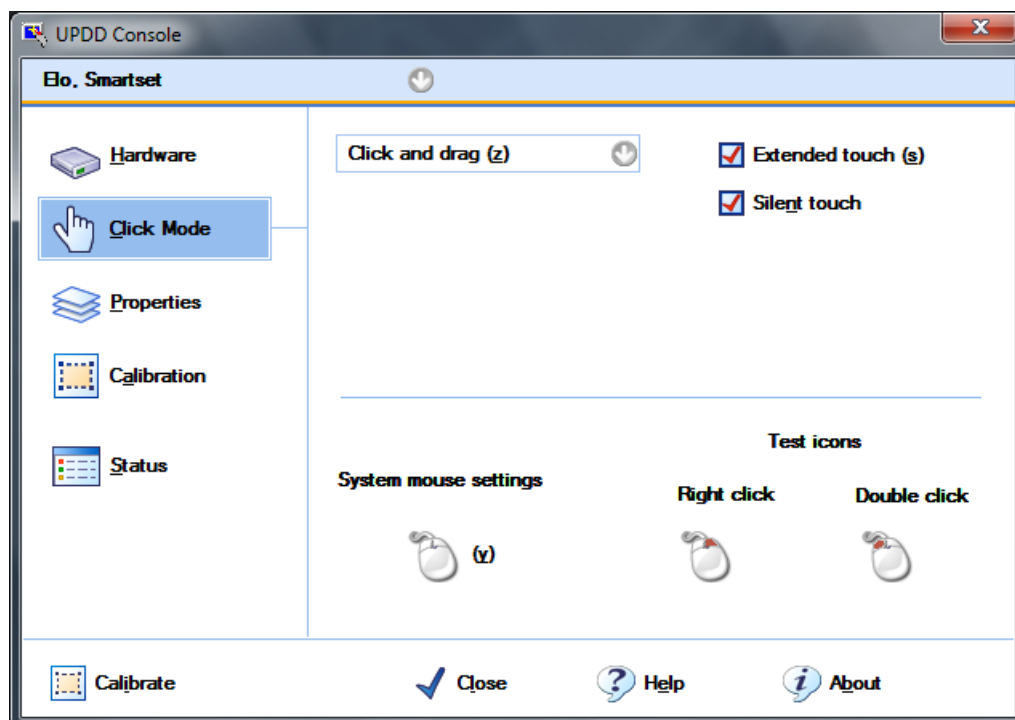 UPDD Console
Elo, Smartset
Hardware
Click Mode
Properties
Calibration
Status
Click and drag (z)
Extended touch (s)
Silent touch
System mouse settings
(v)
Test icons
Right click
Double click
Calibrate
Close
Help
About